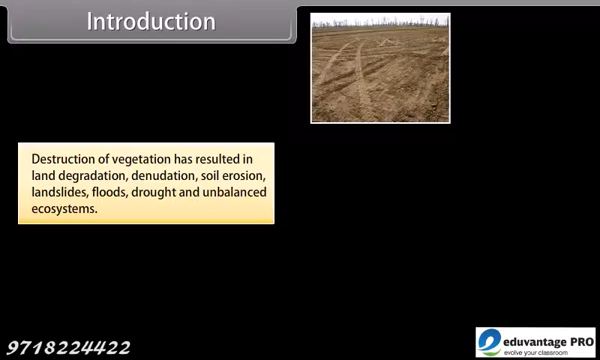 Introduction
Destruction of vegetation has resulted in
land degradation, denudation, soil erosion,
landslides, floods, drought and unbalanced
ecosystems.
9718224422
eduvantage PRO
evolve your classroom